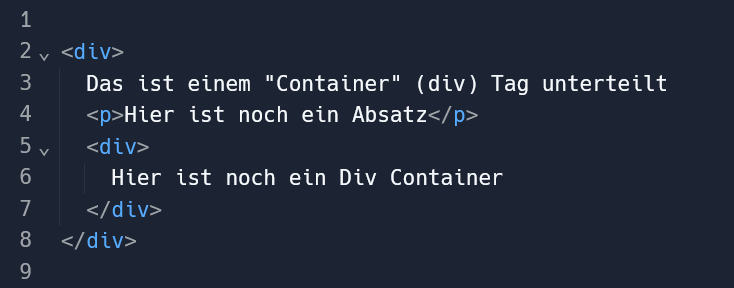 1
2 <div>
3 Das ist einem "Container" (div) Tag unterteilt
4 <p>Hier ist noch ein Absatz</p>
5 <div>
6 Hier ist noch ein Div Container
7 </div>
8 </div>
9